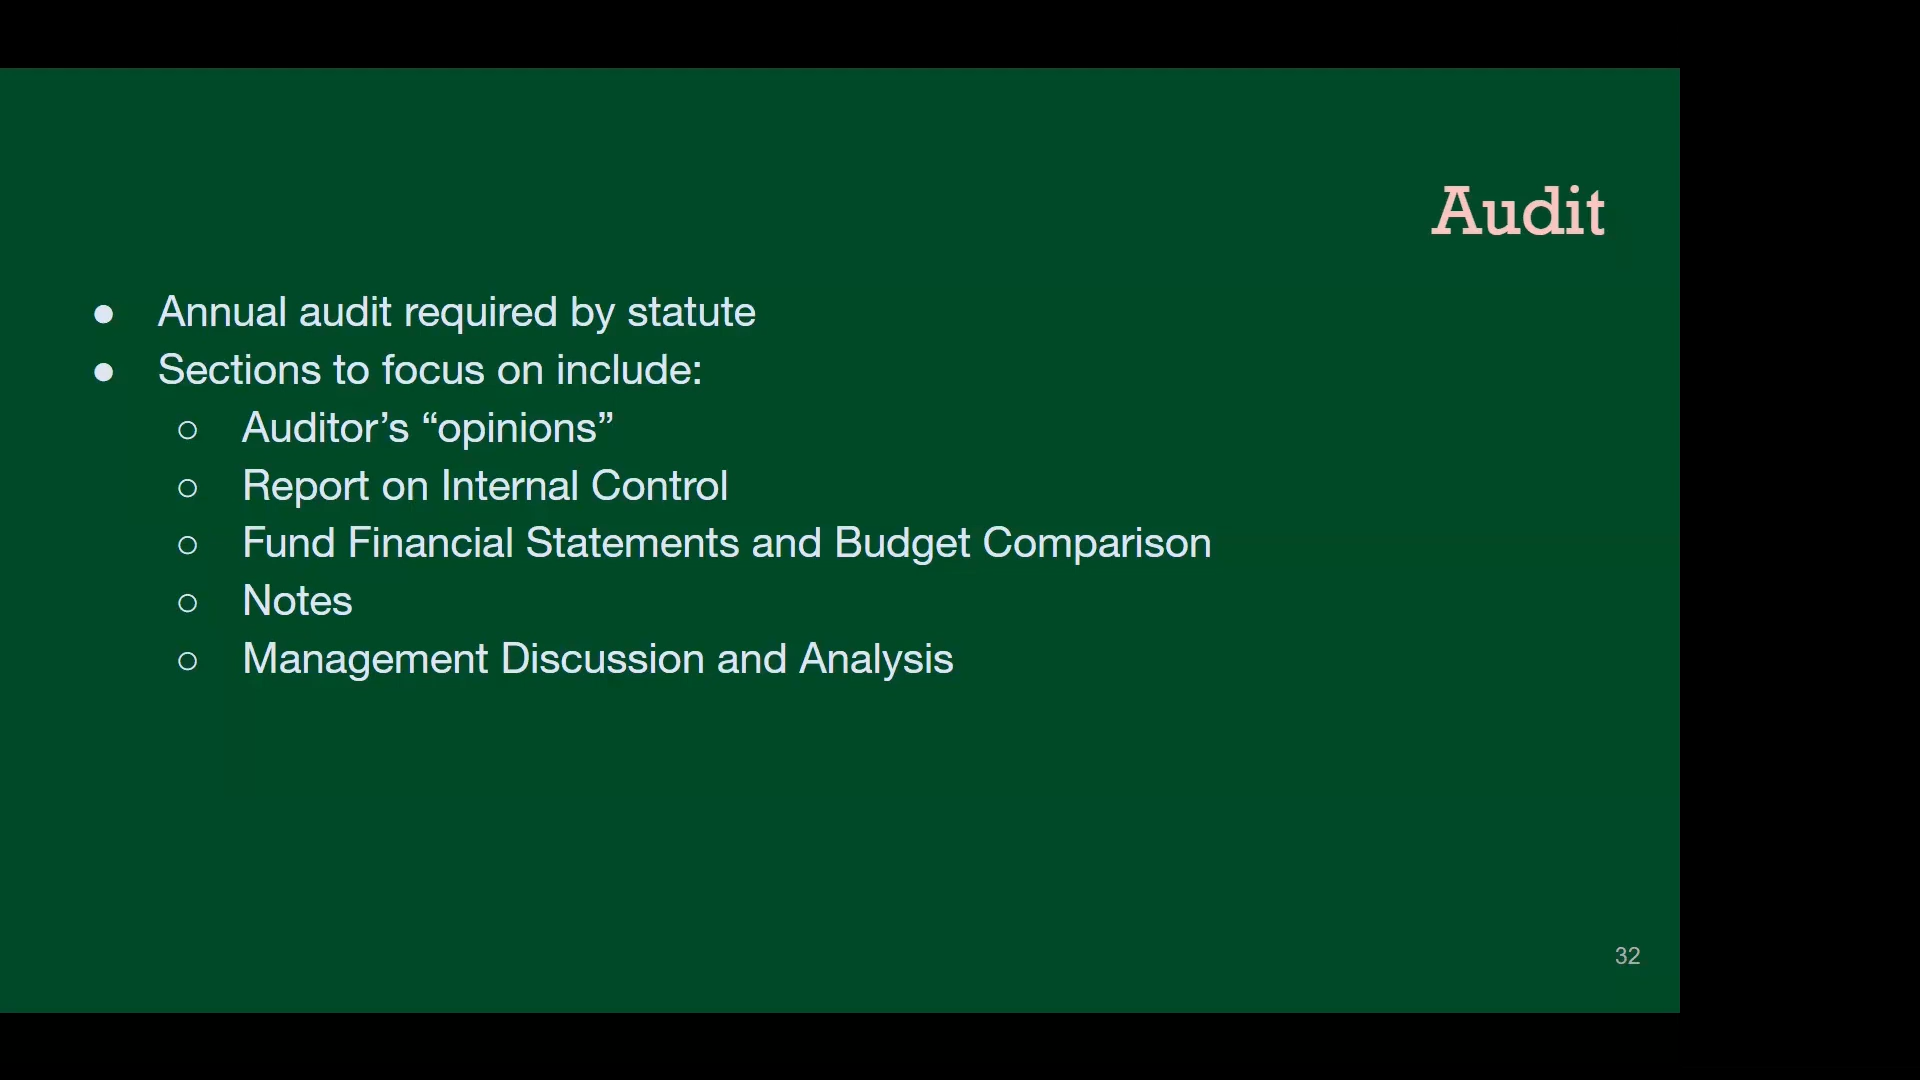 Audit
● Annual audit required by statute
● Sections to focus on include:
○ Auditor’s “opinions”
○ Report on Internal Control
○ Fund Financial Statements and Budget Comparison
○ Notes
○ Management Discussion and Analysis
32